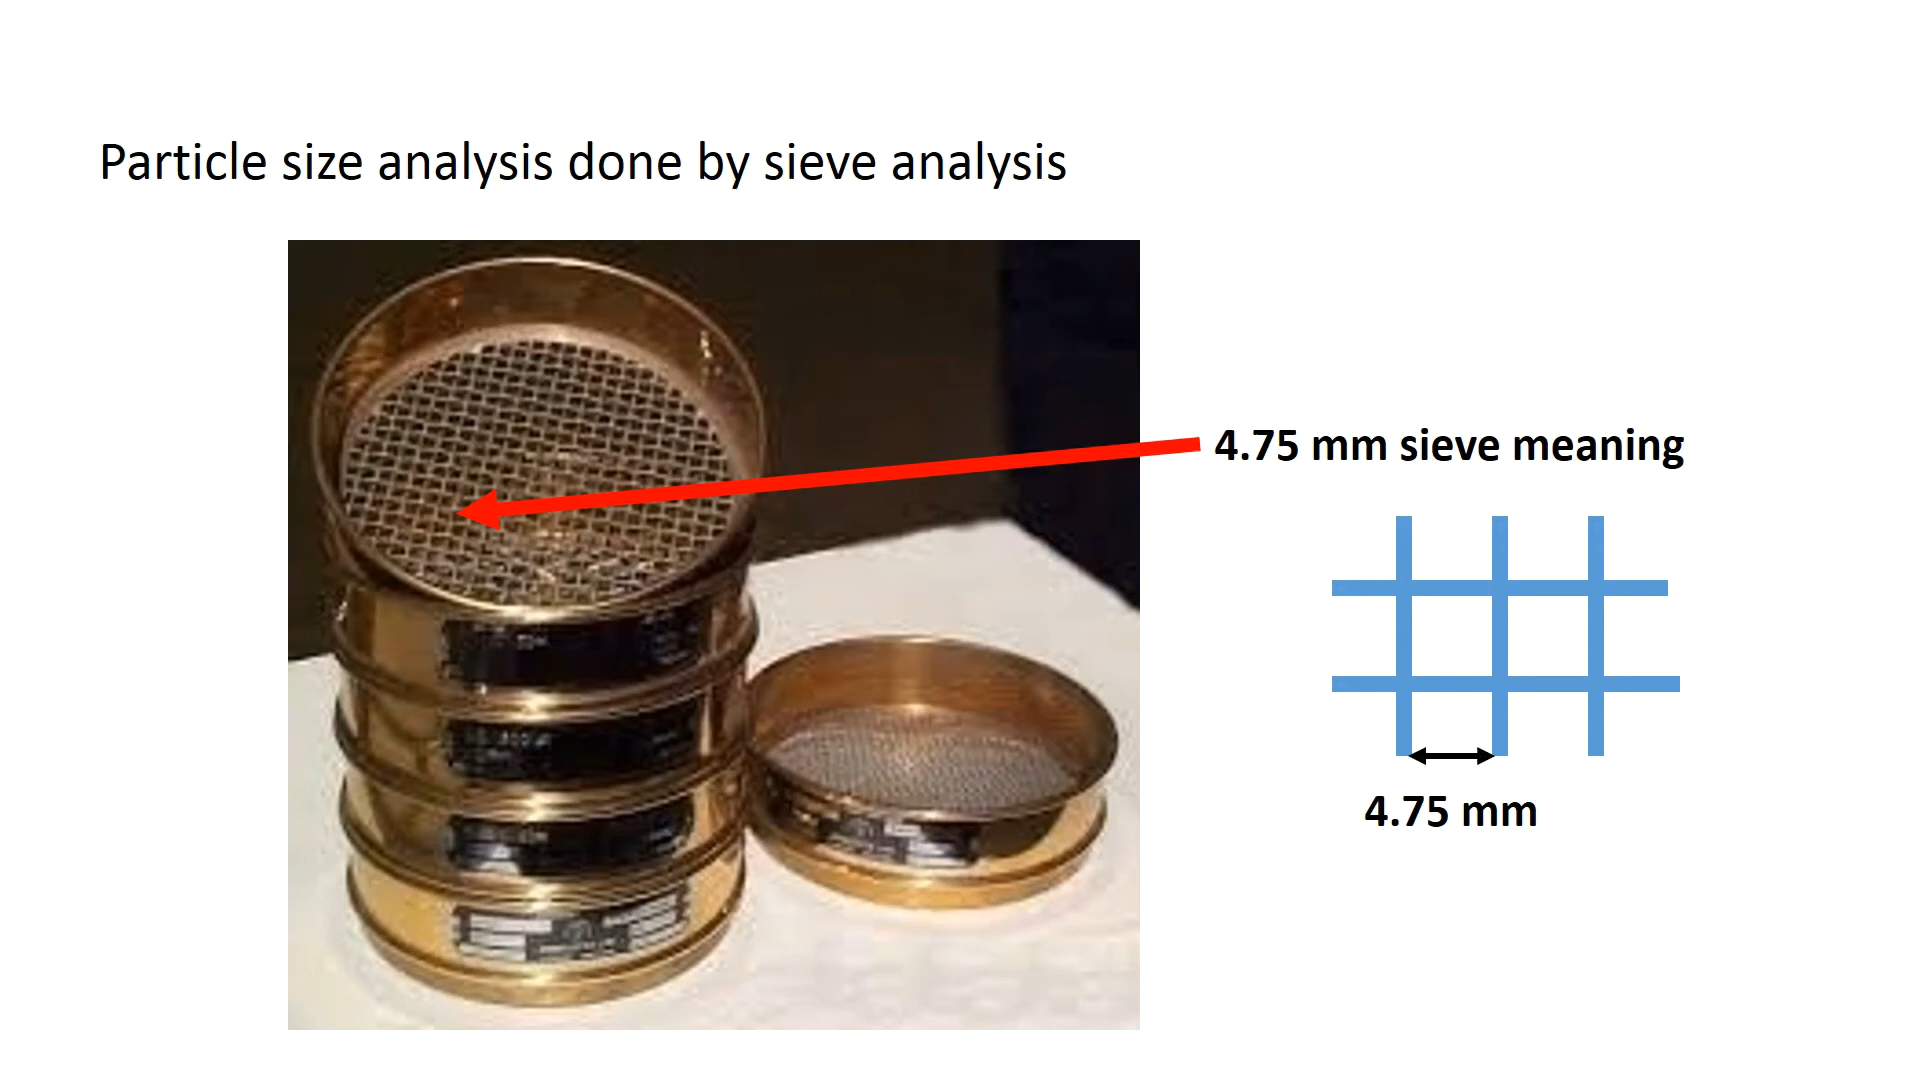 Particle size analysis done by sieve analysis
4.75 mm sieve meaning
4.75 mm